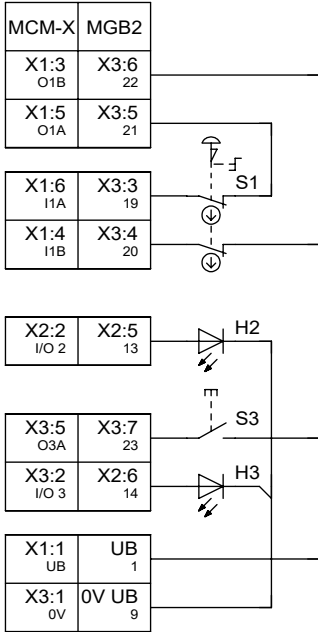 MCM-X MGB2
X1:3 X3:6
O1B 22
X1:5 X3:5
O1A 21
X1:6 X3:3 S1
I1A 19
X1:4 X3:4
I1B 20
X2:2 X2:5 H2
I/O 2 13
X3:5 X3:7 S3
O3A 23
X3:2 X2:6 H3
I/O 3 14
X1:1 UB
UB 1
X3:1 0V UB
0V 9